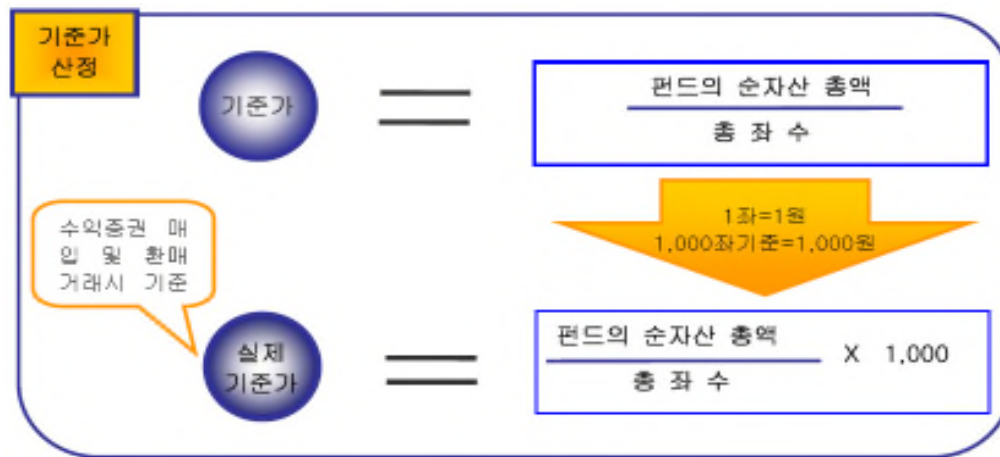 기준가
산정
기준가
펀드의 순자산 총액
총 좌 수
1좌=1원
1,000좌기준=1,000원
수익증권 매
입 및 환매
거래시 기준
실제
기준가
펀드의 순자산 총액
총 좌 수
X 1,000